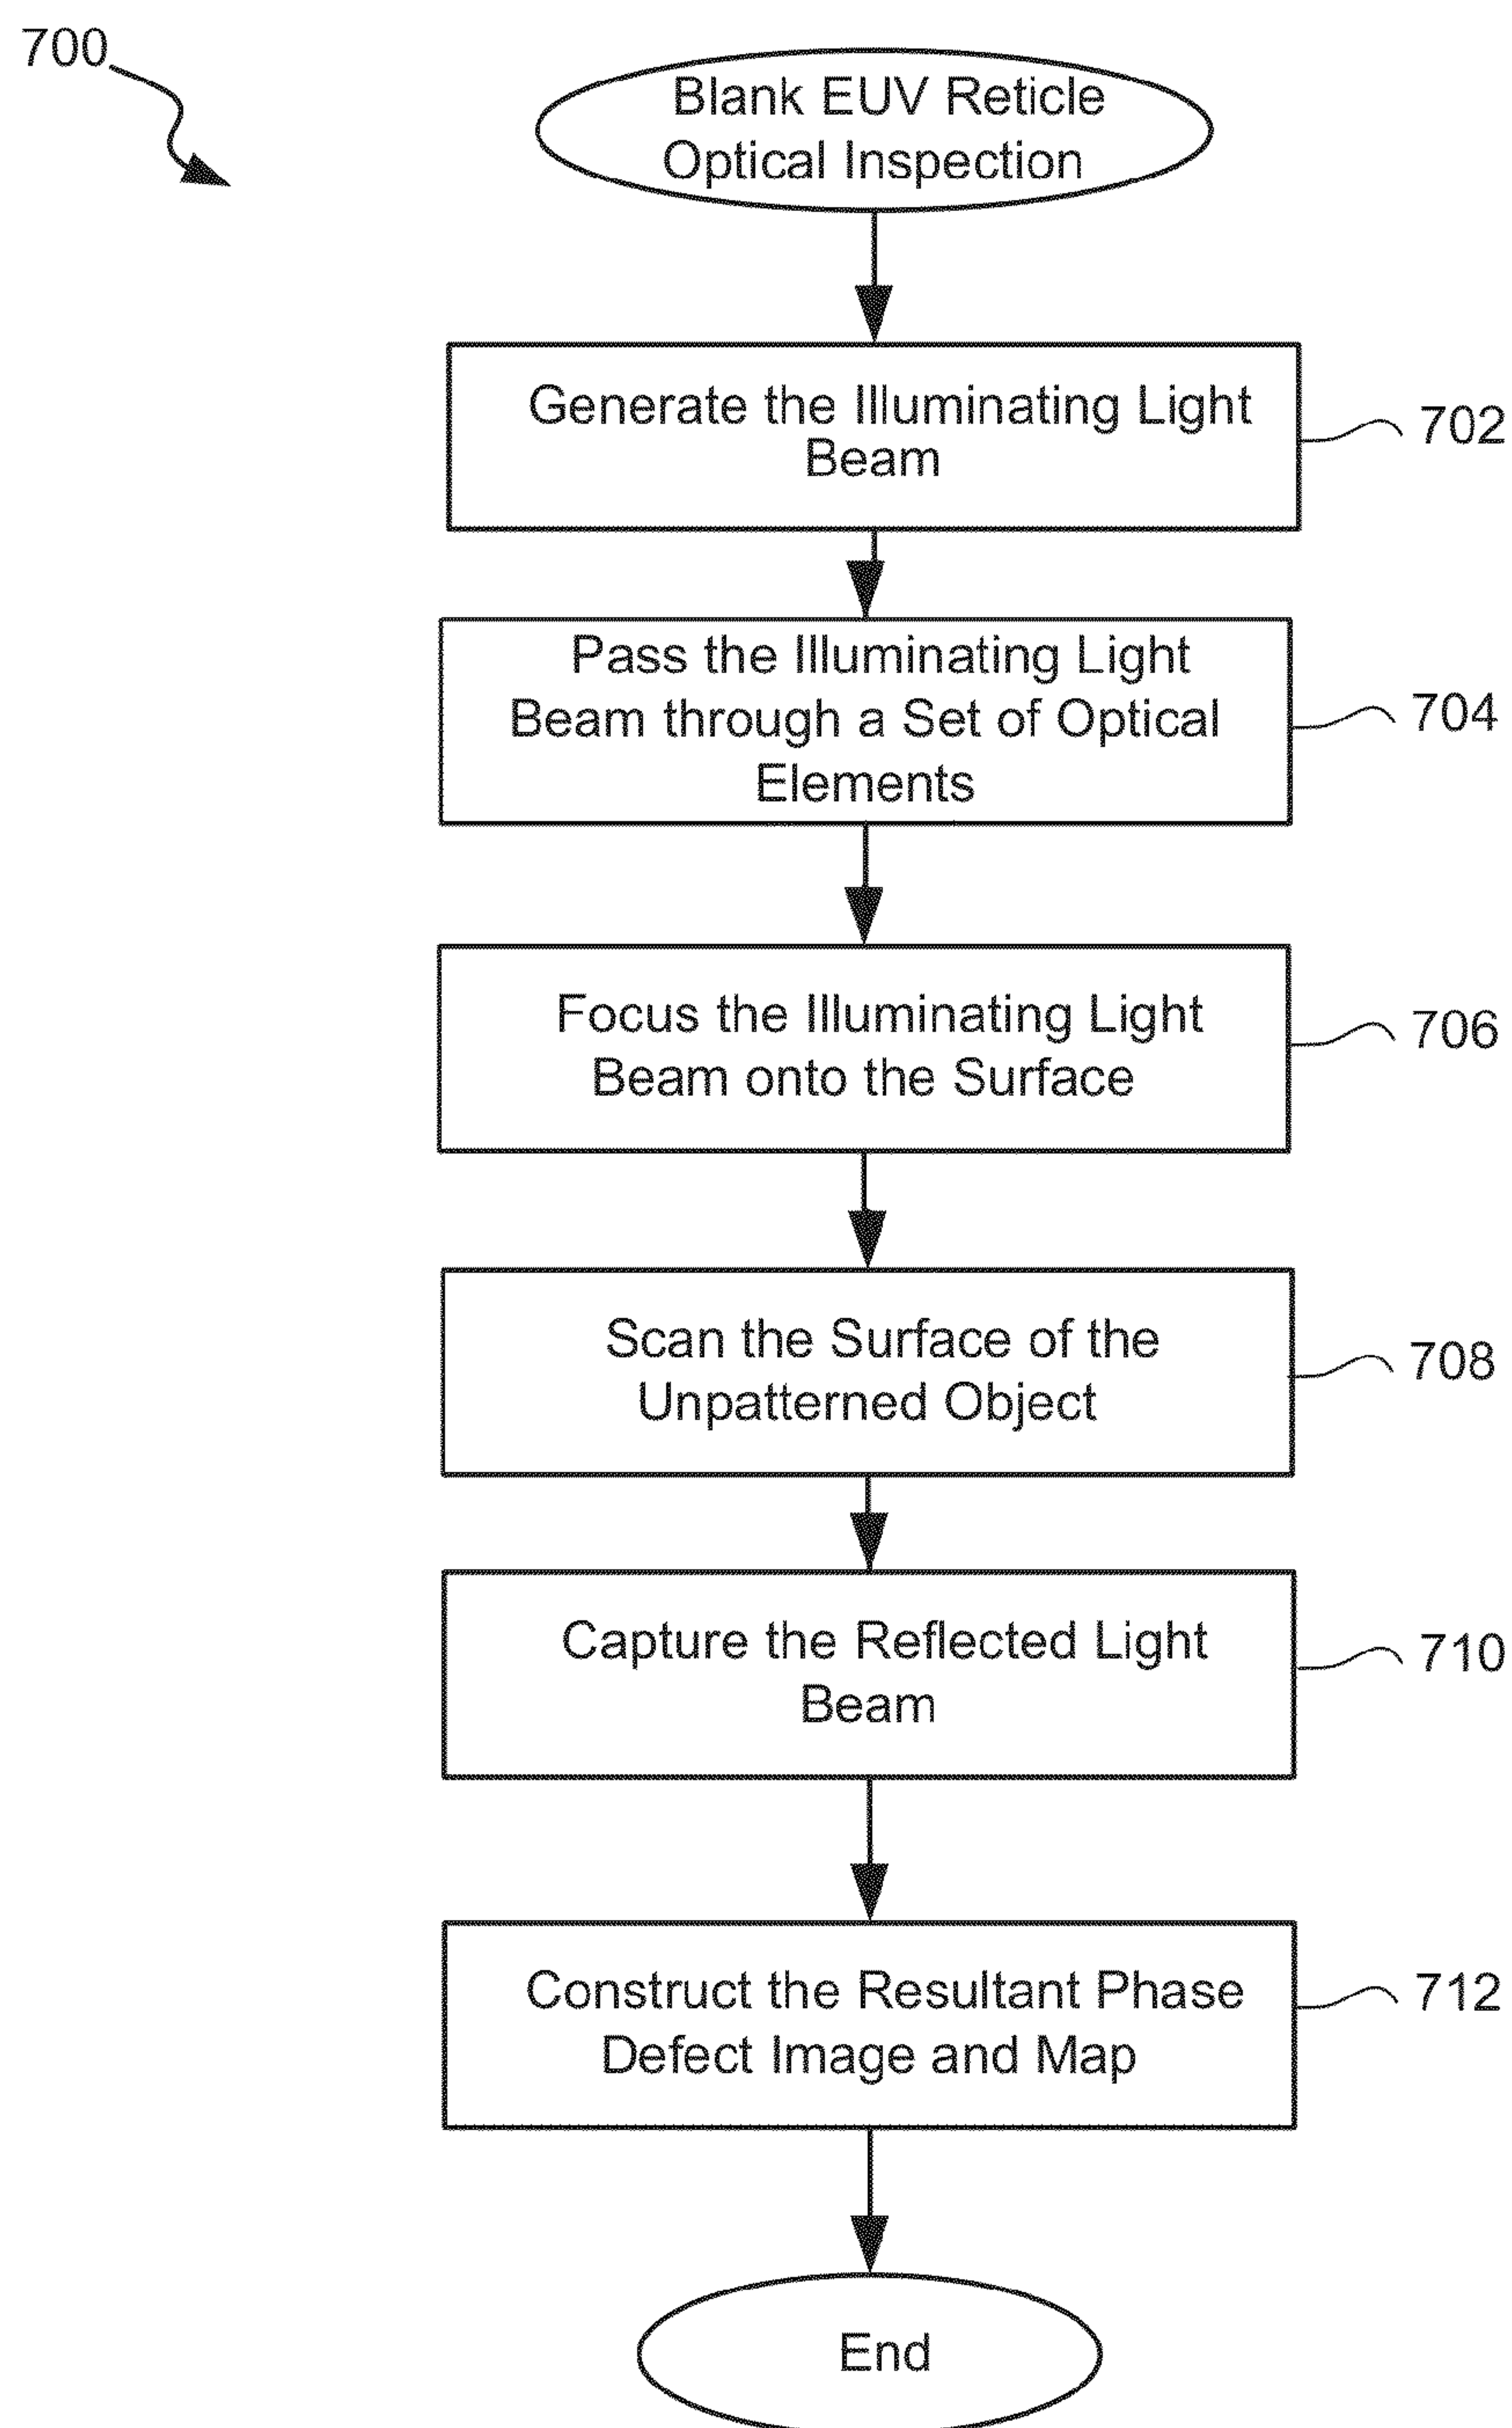 700
Blank EUV Reticle
Optical Inspection
Generate the Illuminating Light
Beam
702
Pass the Illuminating Light
Beam through a Set of Optical
Elements
704
Focus the Illuminating Light
Beam onto the Surface
706
Scan the Surface of the
Unpatterned Object
708
Capture the Reflected Light
Beam
710
Construct the Resultant Phase
Defect Image and Map
712
End